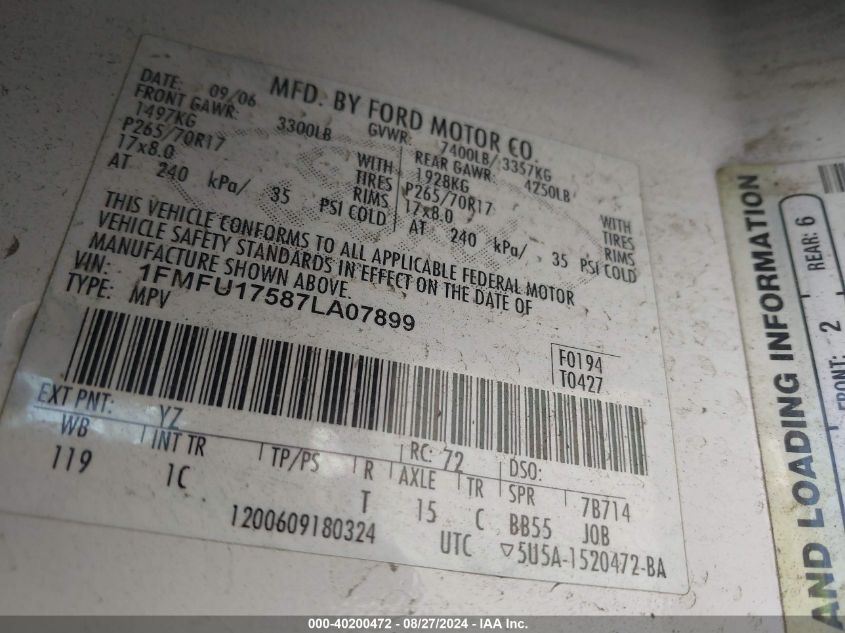 MFD. BY FORD MOTOR CO.
DATE: 09/06 GVWR: 7400LB/ 3357KG
FRONT GAWR: 3300LB REAR GAWR: 4250LB
1497KG WITH 1928KG WITH
P265/70R17 TIRES P265/70R17 TIRES
17x8.0 RIMS 17x8.0 RIMS
AT 240 kPa/ 35 PSI COLD AT 240 kPa/ 35 PSI COLD
THIS VEHICLE CONFORMS TO ALL APPLICABLE FEDERAL MOTOR
VEHICLE SAFETY STANDARDS IN EFFECT ON THE DATE OF
MANUFACTURE SHOWN ABOVE.
VIN: 1FMFU17587LA07899
TYPE: MPV
F0194
T0427
EXT PNT: YZ RC: 72 DSO:
WB INT TR TP/PS R AXLE TR SPR 7B714
119 1C T 15 C BB55 JOB
1200609180324 UTC ▽5U5A-1520472-BA
AND LOADING INFORMATION
FRONT: 2 REAR: 6
000-40200472 – 08/27/2024 – IAA Inc.